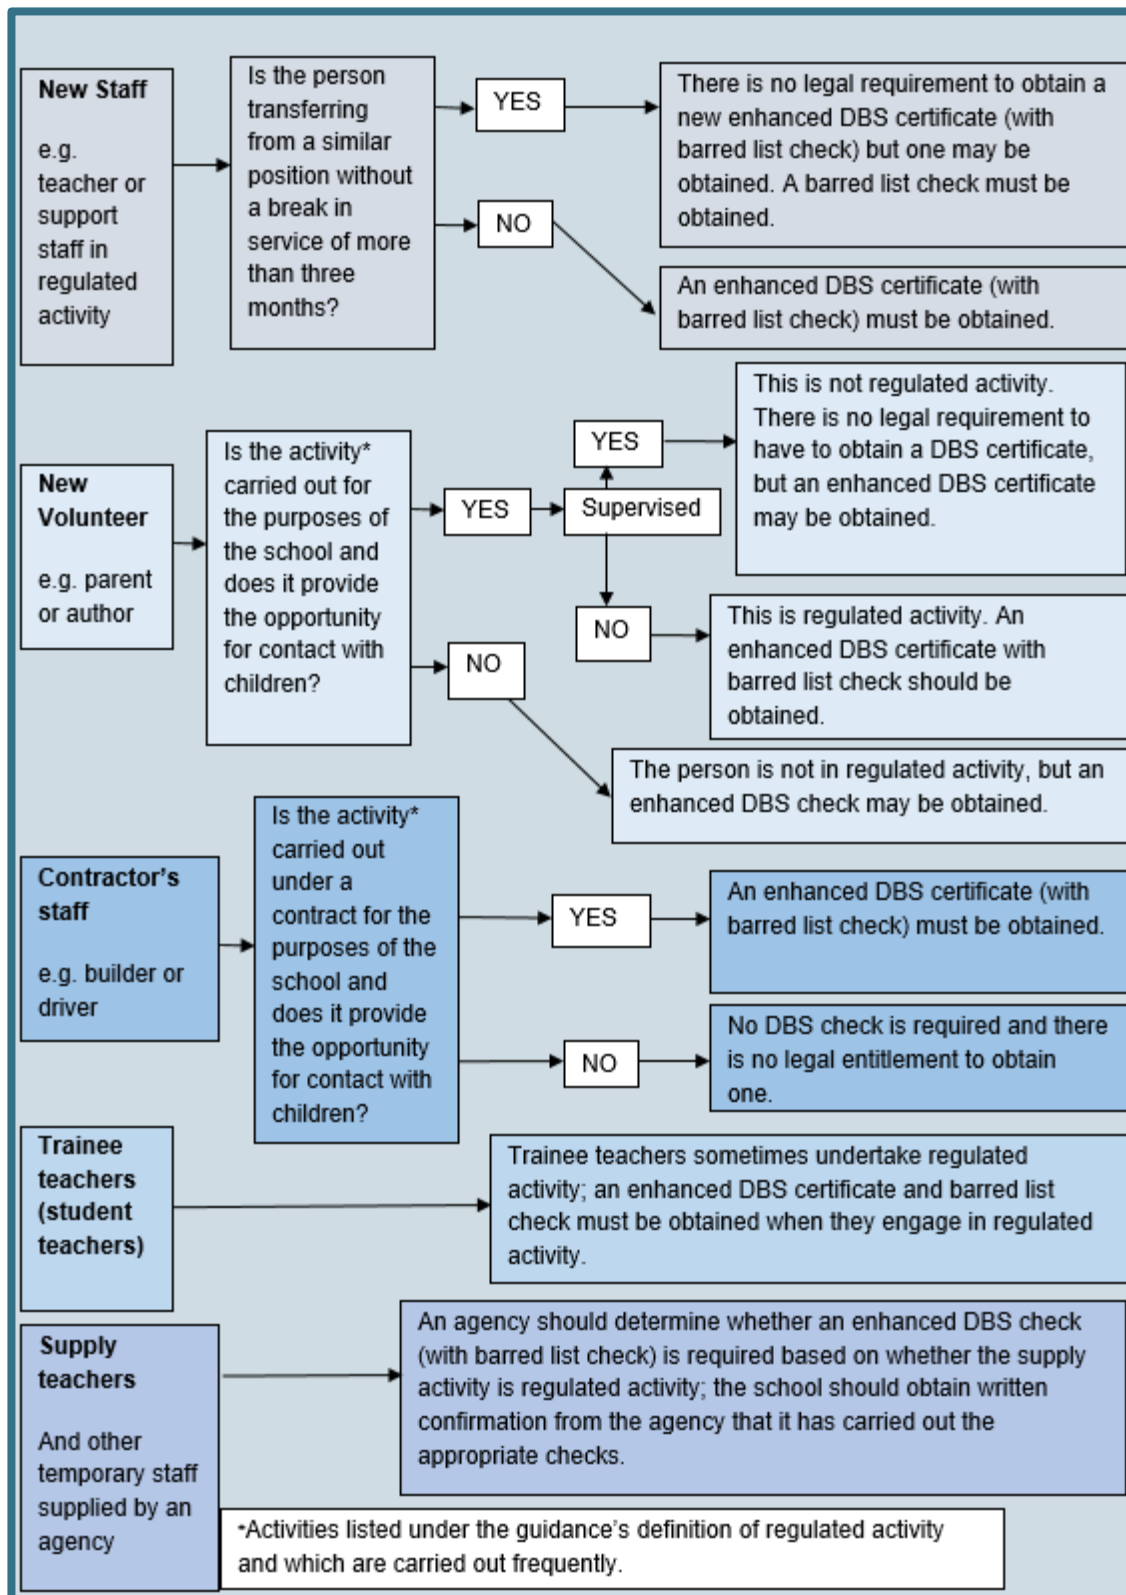 New Staff
e.g.
teacher or
support
staff in
regulated
activity
Is the person
transferring
from a similar
position without
a break in
service of more
than three
months?
YES
There is no legal requirement to obtain a
new enhanced DBS certificate (with
barred list check) but one may be
obtained. A barred list check must be
obtained.
NO
An enhanced DBS certificate (with
barred list check) must be obtained.
New
Volunteer
e.g. parent
or author
Is the activity*
carried out for
the purposes of
the school and
does it provide
the opportunity
for contact with
children?
YES
Supervised
YES
This is not regulated activity.
There is no legal requirement to
have to obtain a DBS certificate,
but an enhanced DBS certificate
may be obtained.
NO
This is regulated activity. An
enhanced DBS certificate with
barred list check should be
obtained.
NO
The person is not in regulated activity, but an
enhanced DBS check may be obtained.
Contractor's
staff
e.g. builder or
driver
Is the activity*
carried out
under a
contract for the
purposes of the
school and
does it provide
the opportunity
for contact with
children?
YES
An enhanced DBS certificate (with
barred list check) must be obtained.
NO
No DBS check is required and there
is no legal entitlement to obtain
one.
Trainee
teachers
(student
teachers)
Trainee teachers sometimes undertake regulated
activity; an enhanced DBS certificate and barred list
check must be obtained when they engage in regulated
activity.
Supply
teachers
And other
temporary staff
supplied by an
agency
An agency should determine whether an enhanced DBS check
(with barred list check) is required based on whether the supply
activity is regulated activity; the school should obtain written
confirmation from the agency that it has carried out the
appropriate checks.
*Activities listed under the guidance's definition of regulated activity
and which are carried out frequently.